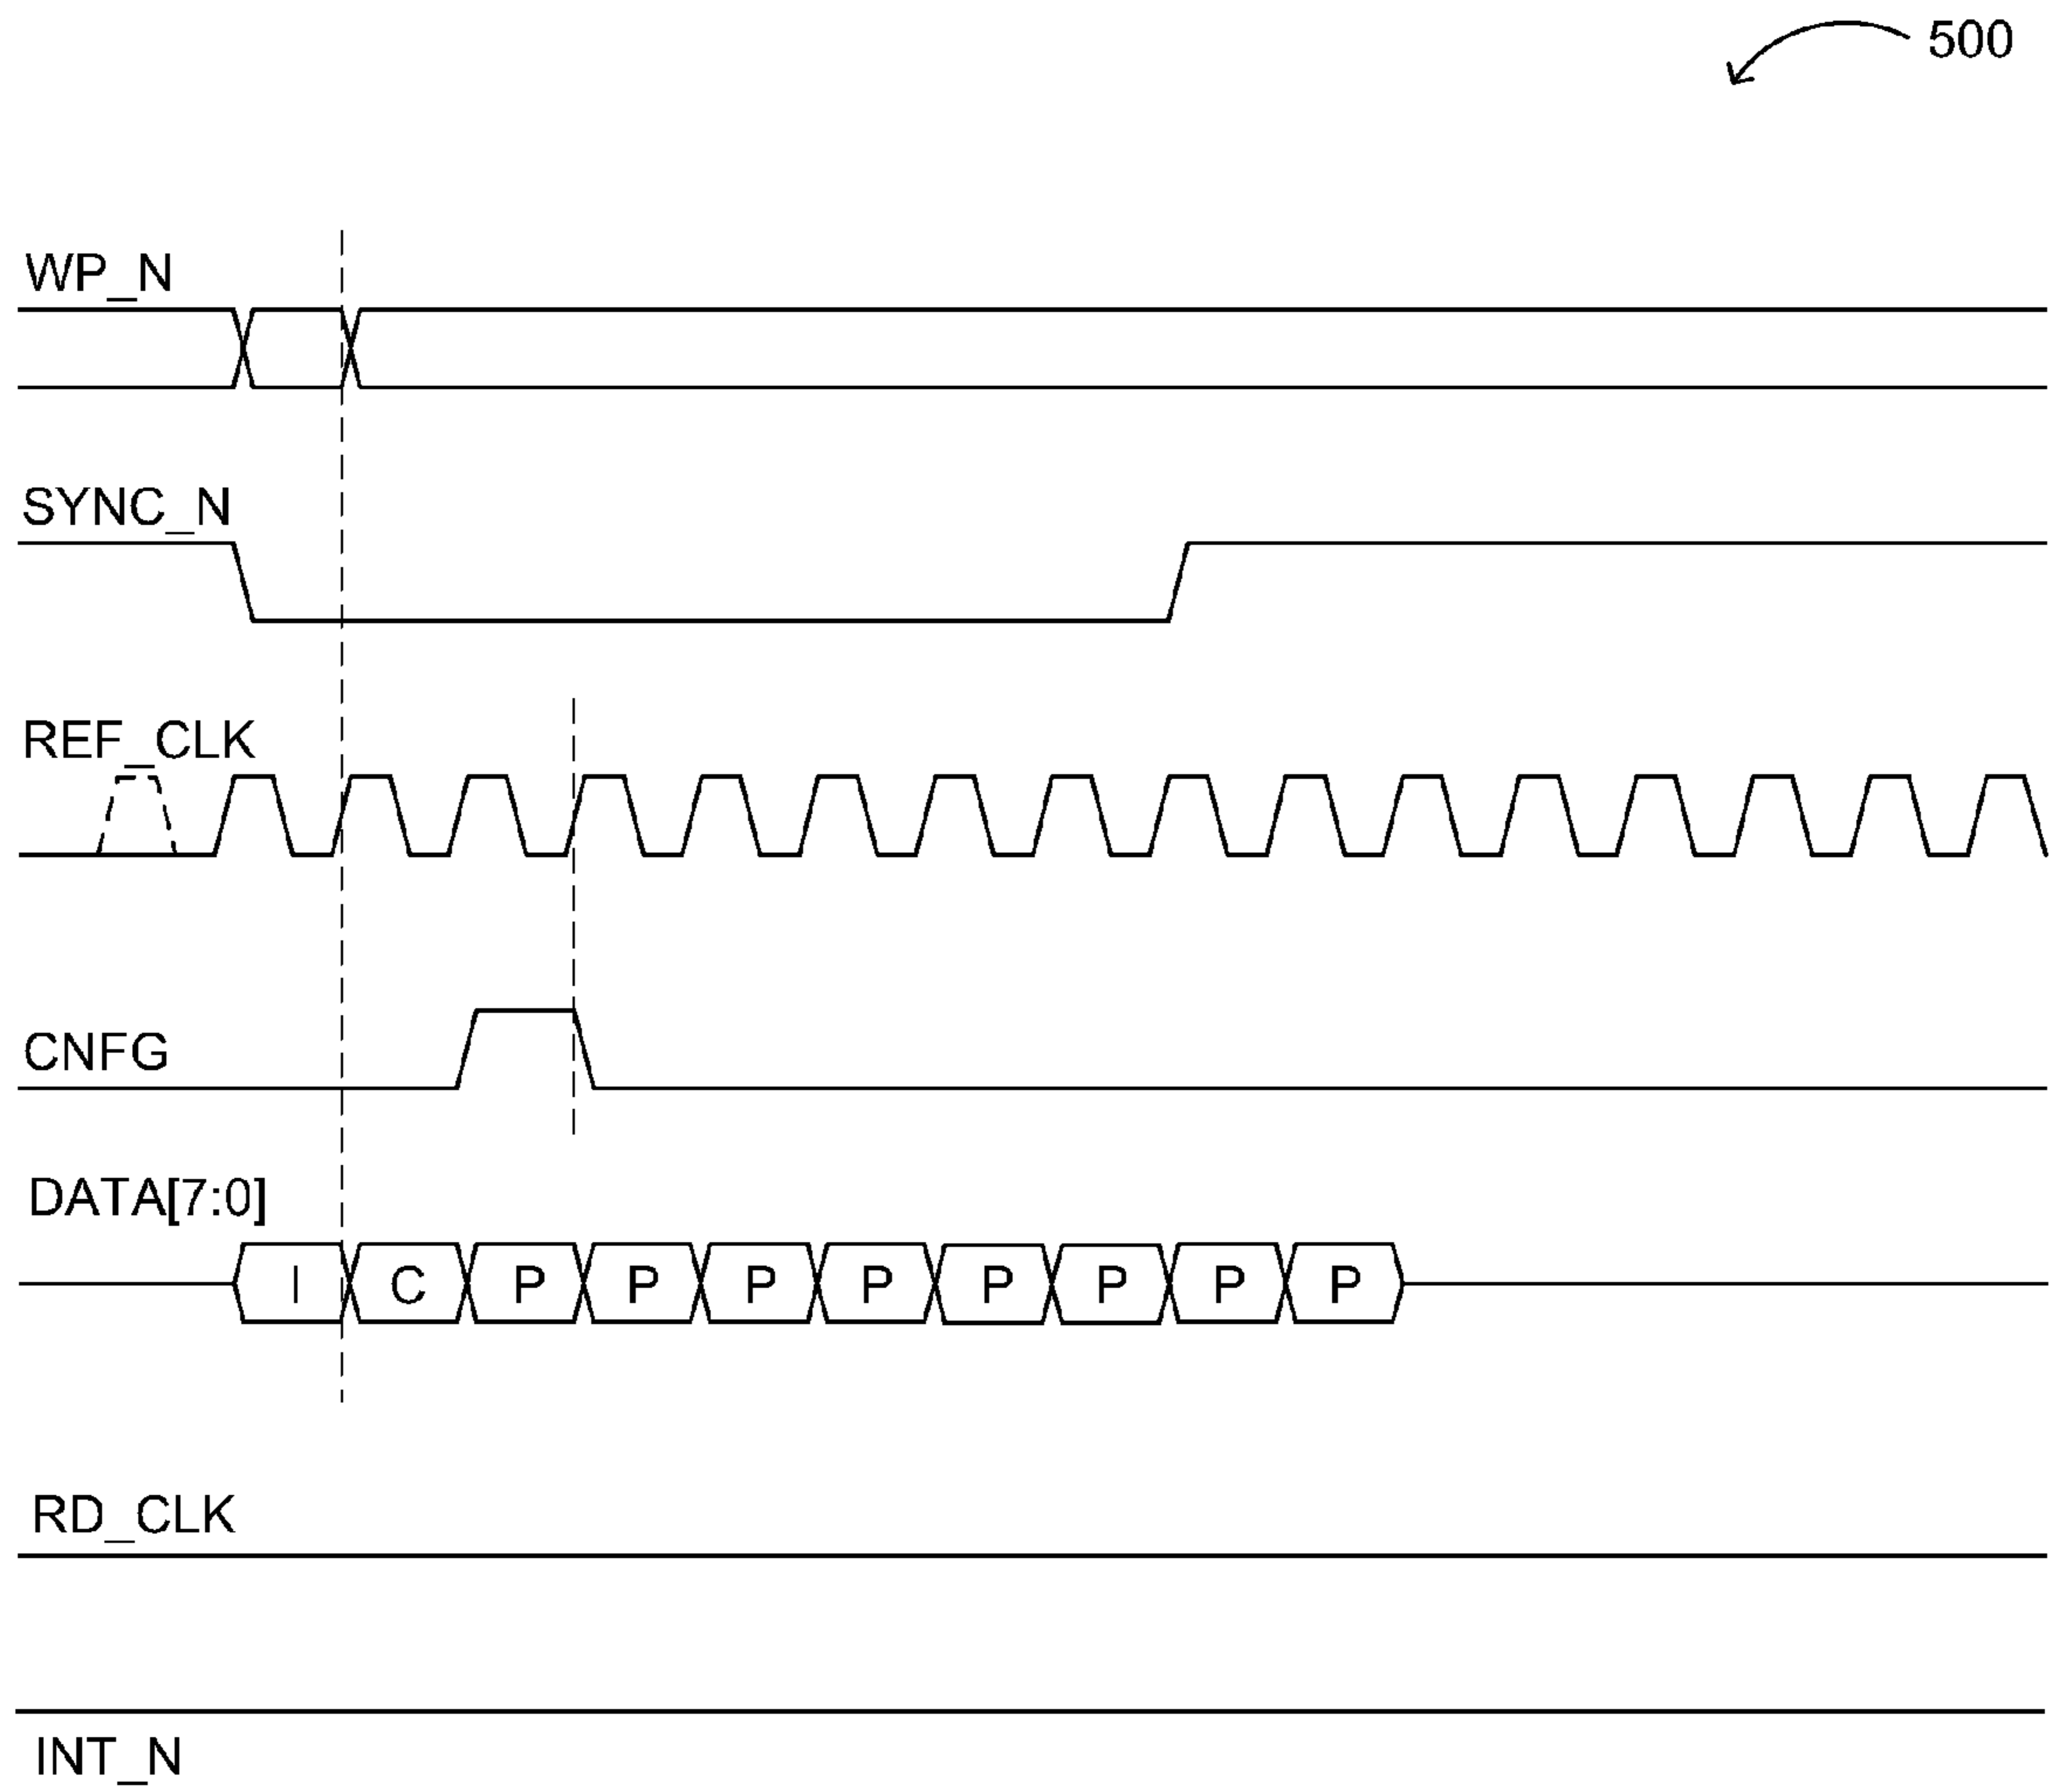 500
WP_N
SYNC_N
REF_CLK
CNFG
DATA[7:0]
I C P P P P P P P P
RD_CLK
INT_N